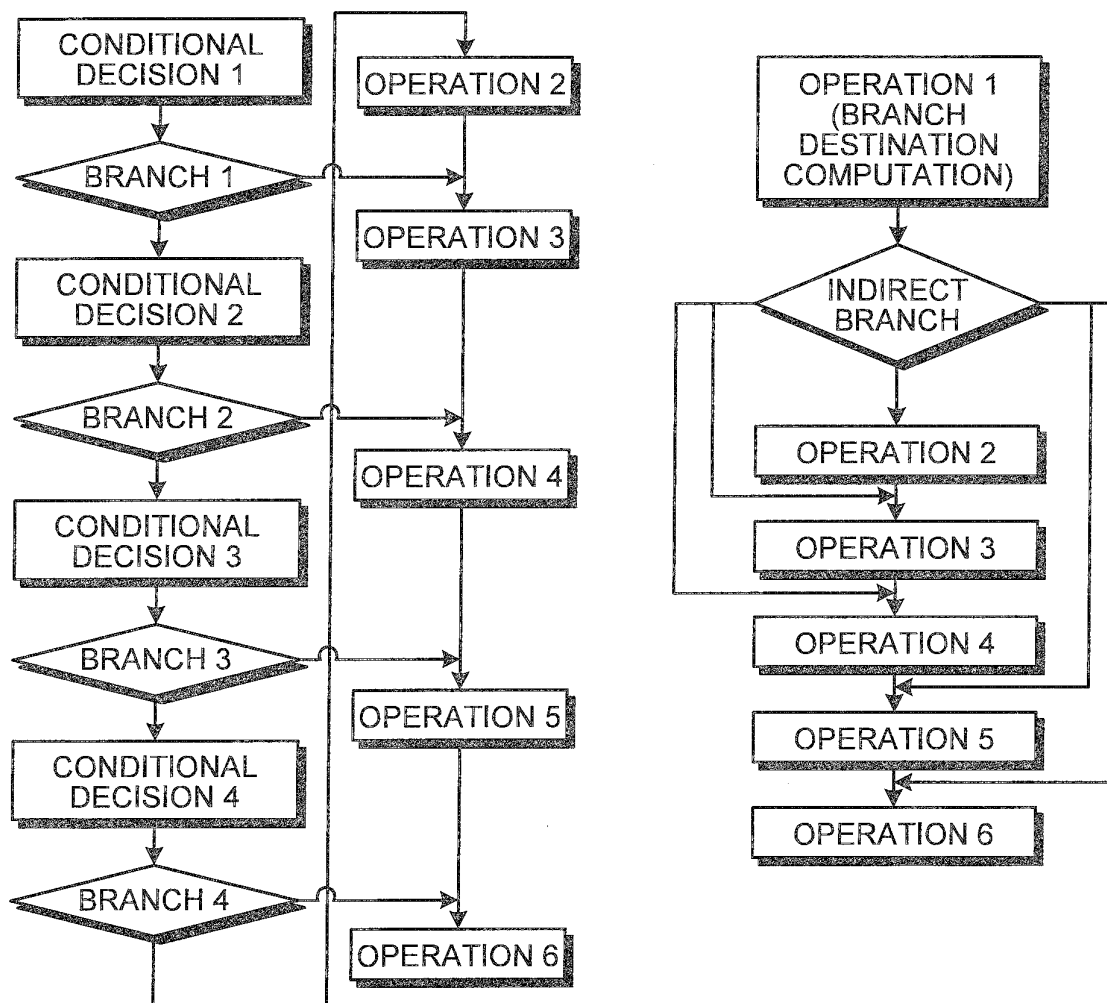 CONDITIONAL
DECISION 1
BRANCH 1
CONDITIONAL
DECISION 2
BRANCH 2
CONDITIONAL
DECISION 3
BRANCH 3
CONDITIONAL
DECISION 4
BRANCH 4
OPERATION 2
OPERATION 3
OPERATION 4
OPERATION 5
OPERATION 6
OPERATION 1
(BRANCH
DESTINATION
COMPUTATION)
INDIRECT
BRANCH
OPERATION 2
OPERATION 3
OPERATION 4
OPERATION 5
OPERATION 6